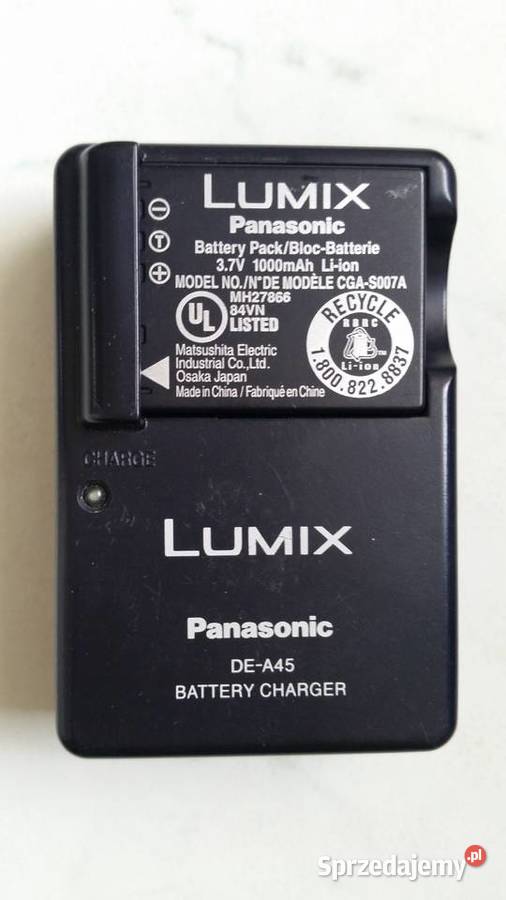 LUMIX
Panasonic
Battery Pack/Bloc-Batterie
3.7V 1000mAh Li-ion
MODEL NO./N° DE MODÈLE CGA-S007A
UL
MH27866
84VN
LISTED
Matsushita Electric
Industrial Co.,Ltd.
Osaka Japan
Made in China / Fabriqué en Chine
RECYCLE
RBRC
TM
Li-ion
1.800.822.8837
T
CHARGE
LUMIX
Panasonic
DE-A45
BATTERY CHARGER
Sprzedajemy.pl